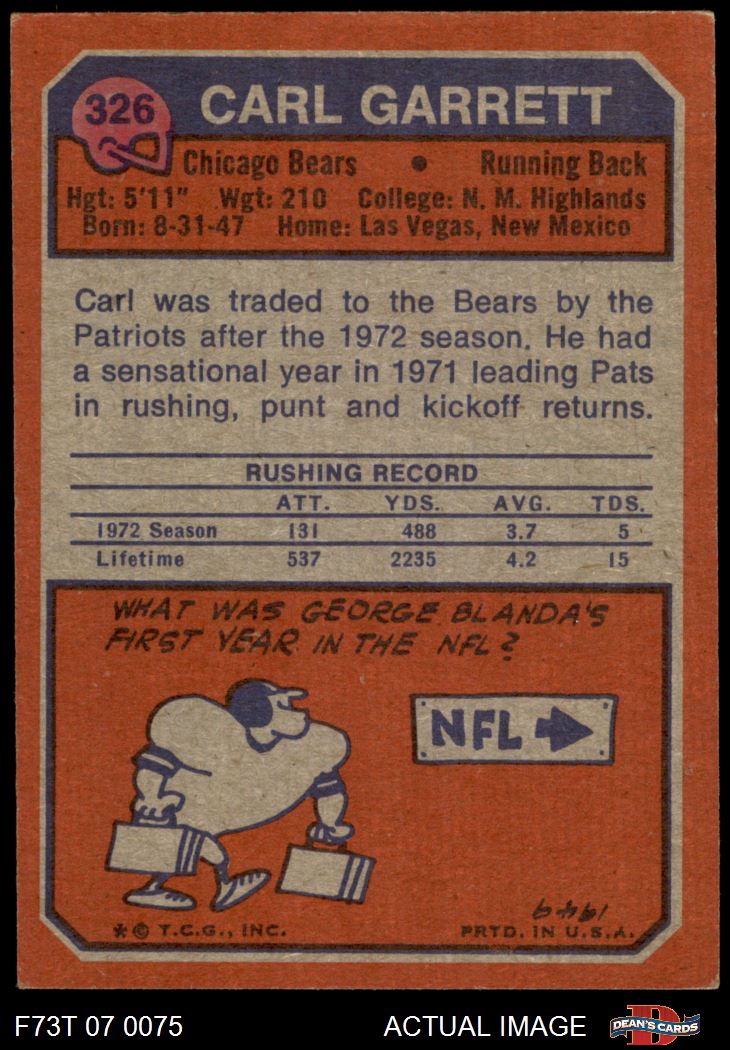 326 CARL GARRETT
Chicago Bears • Running Back
Hgt: 5'11" Wgt: 210 College: N. M. Highlands
Born: 8-31-47 Home: Las Vegas, New Mexico
Carl was traded to the Bears by the
Patriots after the 1972 season. He had
a sensational year in 1971 leading Pats
in rushing, punt and kickoff returns.
RUSHING RECORD
ATT. YDS. AVG. TDS.
1972 Season 131 488 3.7 5
Lifetime 537 2235 4.2 15
WHAT WAS GEORGE BLANDA'S
FIRST YEAR IN THE NFL?
NFL
1949
* © T.C.G., INC. PRTD. IN U.S.A.
F73T 07 0075 ACTUAL IMAGE D DEAN'S CARDS